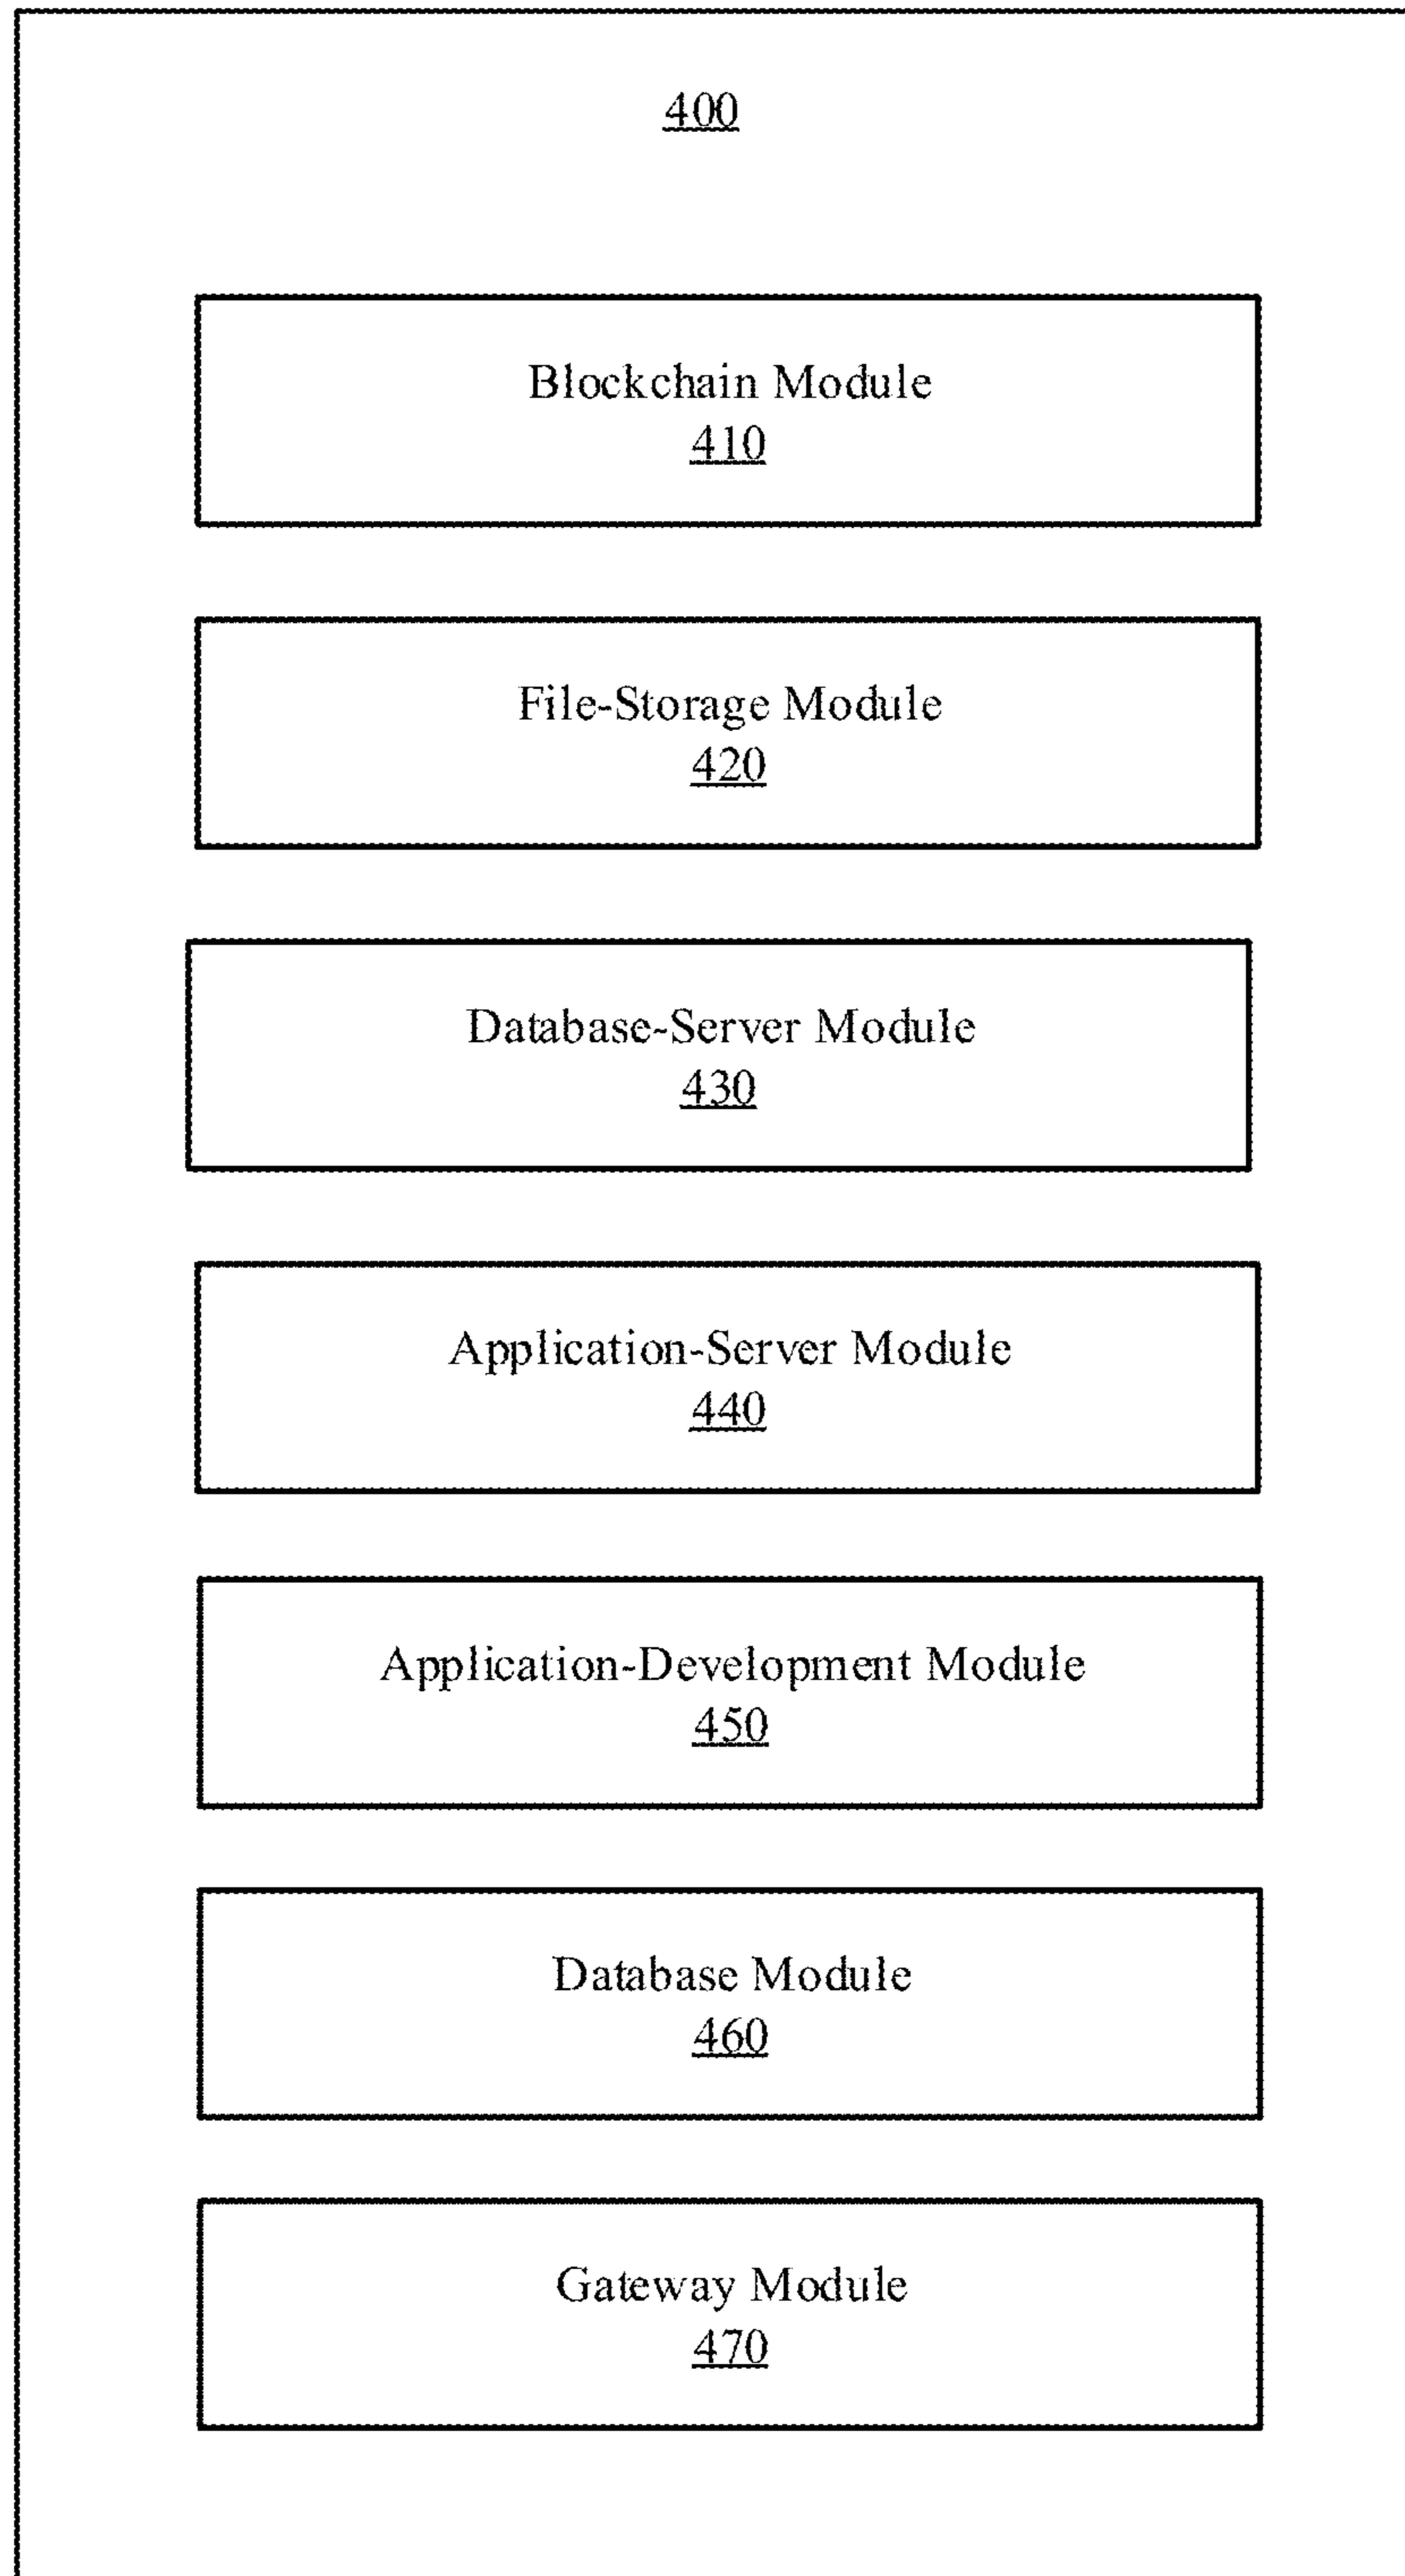 400
Blockchain Module
410
File-Storage Module
420
Database-Server Module
430
Application-Server Module
440
Application-Development Module
450
Database Module
460
Gateway Module
470